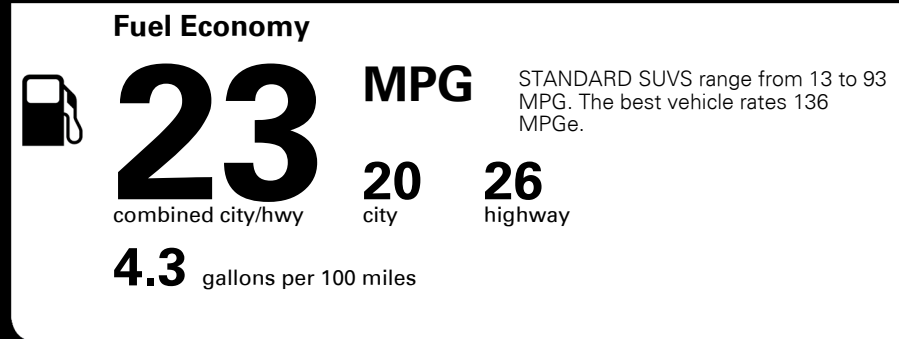 Fuel Economy
23 MPG
STANDARD SUVS range from 13 to 93
MPG. The best vehicle rates 136
MPGe.
combined city/hwy
20
city
26
highway
4.3 gallons per 100 miles